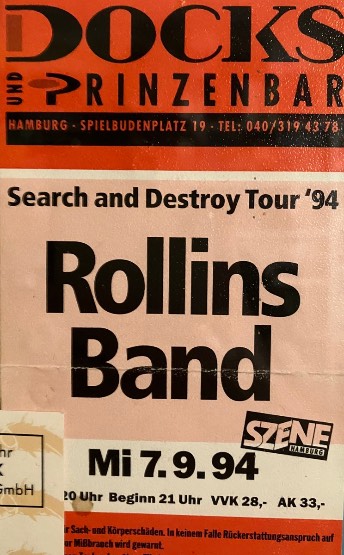 DOCKS
UND PRINZENBAR
HAMBURG - SPIELBUDENPLATZ 19 - TEL: 040/319 43 78
Search and Destroy Tour '94
Rollins
Band
SZENE
HAMBURG
Mi 7.9.94
20 Uhr Beginn 21 Uhr VVK 28,- AK 33,-
hr
K
GmbH
Sack- und Körperschäden. In keinem Falle Rückerstattungsanspruch auf
Mißbrauch wird gewarnt.